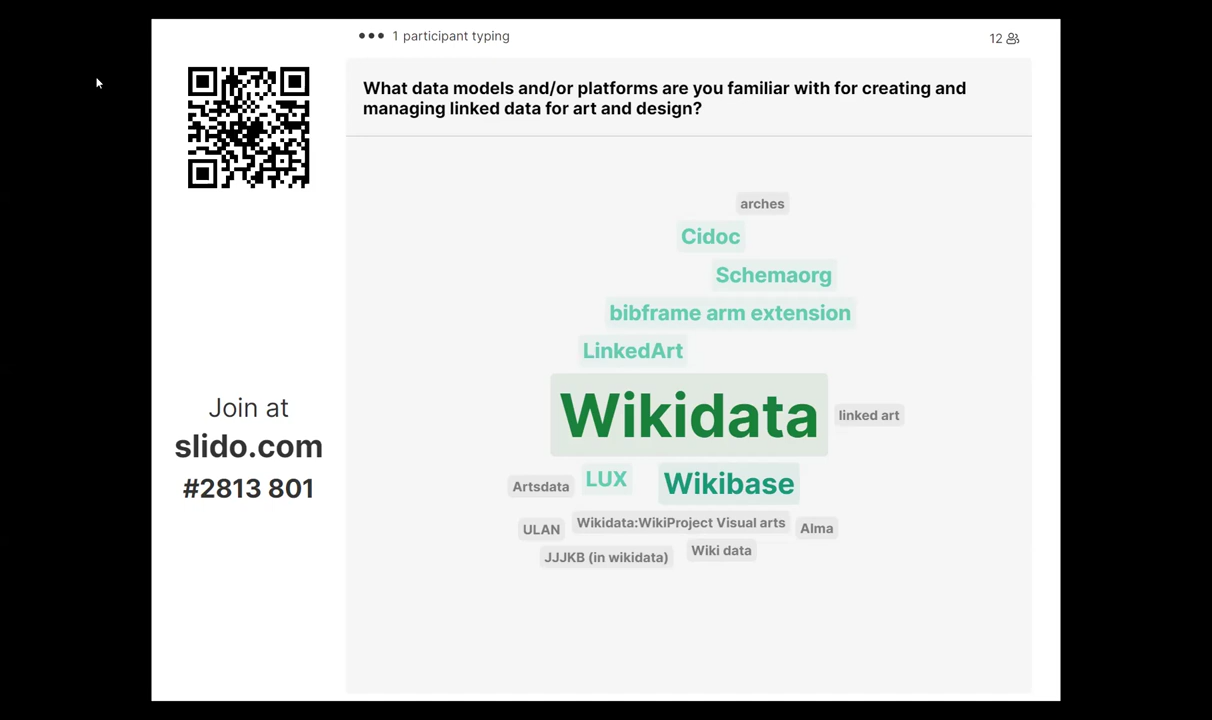 ••• 1 participant typing
12
What data models and/or platforms are you familiar with for creating and
managing linked data for art and design?
arches
Cidoc
Schemaorg
bibframe arm extension
LinkedArt
Wikidata
linked art
Artsdata
LUX
Wikibase
ULAN
Wikidata:WikiProject Visual arts
Alma
JJJKB (in wikidata)
Wiki data
Join at
slido.com
#2813 801